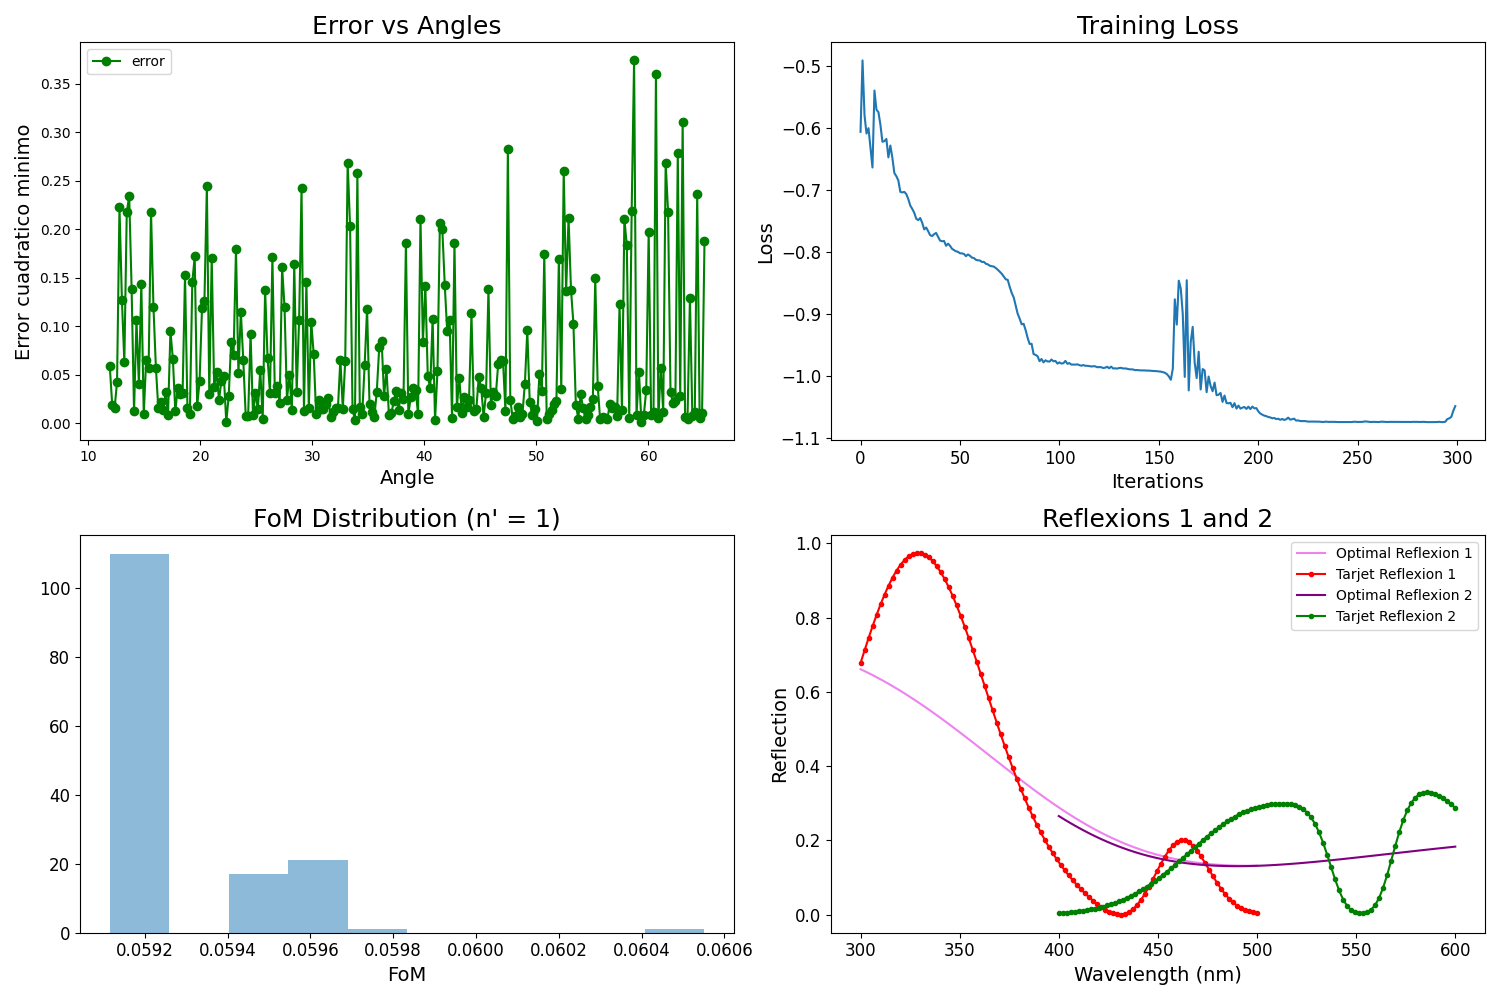 Error vs Angles
error
Error cuadratico minimo
0.35
0.30
0.25
0.20
0.15
0.10
0.05
0.00
10 20 30 40 50 60
Angle
Training Loss
Loss
−0.5
−0.6
−0.7
−0.8
−0.9
−1.0
−1.1
0 50 100 150 200 250 300
Iterations
FoM Distribution (n' = 1)
100
80
60
40
20
0
0.0592 0.0594 0.0596 0.0598 0.0600 0.0602 0.0604 0.0606
FoM
Reflexions 1 and 2
Optimal Reflexion 1
Tarjet Reflexion 1
Optimal Reflexion 2
Tarjet Reflexion 2
Reflection
1.0
0.8
0.6
0.4
0.2
0.0
300 350 400 450 500 550 600
Wavelength (nm)